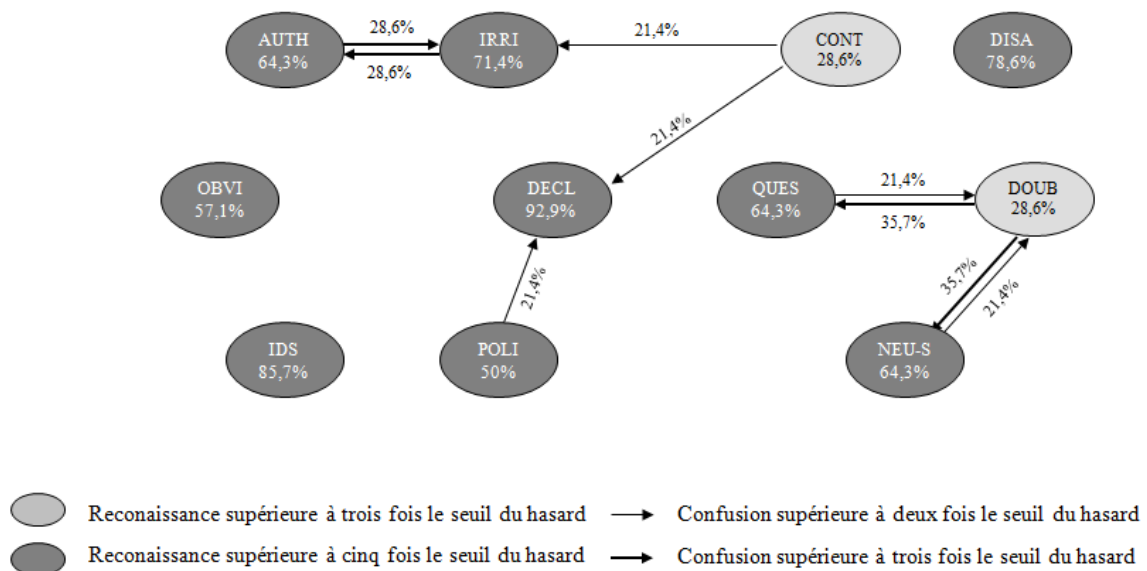 AUTH
64,3%
28,6%
28,6%
IRRI
71,4%
21,4%
CONT
28,6%
DISA
78,6%
21,4%
OBVI
57,1%
DECL
92,9%
QUES
64,3%
21,4%
35,7%
DOUB
28,6%
21,4%
35,7%
21,4%
IDS
85,7%
POLI
50%
NEU-S
64,3%
Reconaissance supérieure à trois fois le seuil du hasard
Confusion supérieure à deux fois le seuil du hasard
Reconaissance supérieure à cinq fois le seuil du hasard
Confusion supérieure à trois fois le seuil du hasard